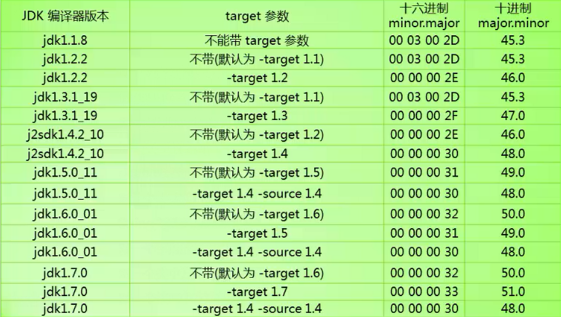 JDK 编译器版本 target 参数 十六进制 minor.major 十进制 major.minor
jdk1.1.8 不能带 target 参数 00 03 00 2D 45.3
jdk1.2.2 不带(默认为 -target 1.1) 00 03 00 2D 45.3
jdk1.2.2 -target 1.2 00 00 00 2E 46.0
jdk1.3.1_19 不带(默认为 -target 1.1) 00 03 00 2D 45.3
jdk1.3.1_19 -target 1.3 00 00 00 2F 47.0
j2sdk1.4.2_10 不带(默认为 -target 1.2) 00 00 00 2E 46.0
j2sdk1.4.2_10 -target 1.4 00 00 00 30 48.0
jdk1.5.0_11 不带(默认为 -target 1.5) 00 00 00 31 49.0
jdk1.5.0_11 -target 1.4 -source 1.4 00 00 00 30 48.0
jdk1.6.0_01 不带(默认为 -target 1.6) 00 00 00 32 50.0
jdk1.6.0_01 -target 1.5 00 00 00 31 49.0
jdk1.6.0_01 -target 1.4 -source 1.4 00 00 00 30 48.0
jdk1.7.0 不带(默认为 -target 1.6) 00 00 00 32 50.0
jdk1.7.0 -target 1.7 00 00 00 33 51.0
jdk1.7.0 -target 1.4 -source 1.4 00 00 00 30 48.0